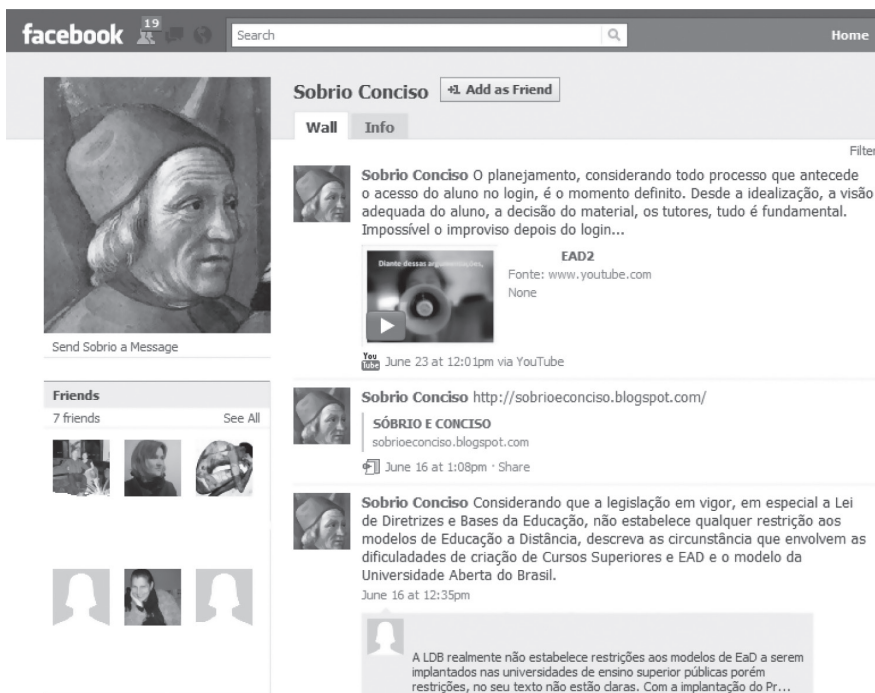 facebook
19
Search
Home
Sobrio Conciso
+1 Add as Friend
Wall
Info
Filter
Sobrio Conciso O planejamento, considerando todo processo que antecede
o acesso do aluno no login, é o momento definito. Desde a idealização, a visão
adequada do aluno, a decisão do material, os tutores, tudo é fundamental.
Impossível o improviso depois do login...
Diante dessas argumentações,
EAD2
Fonte: www.youtube.com
None
Send Sobrio a Message
You
Tube
June 23 at 12:01pm via YouTube
Friends
7 friends
See All
Sobrio Conciso http://sobrioeconciso.blogspot.com/
SÓBRIO E CONCISO
sobrioeconciso.blogspot.com
June 16 at 1:08pm · Share
Sobrio Conciso Considerando que a legislação em vigor, em especial a Lei
de Diretrizes e Bases da Educação, não estabelece qualquer restrição aos
modelos de Educação a Distância, descreva as circunstância que envolvem as
dificuladades de criação de Cursos Superiores e EAD e o modelo da
Universidade Aberta do Brasil.
June 16 at 12:35pm
A LDB realmente não estabelece restrições aos modelos de EaD a serem
implantados nas universidades de ensino superior públicas porém
restrições, no seu texto não estão claras. Com a implantação do Pr...